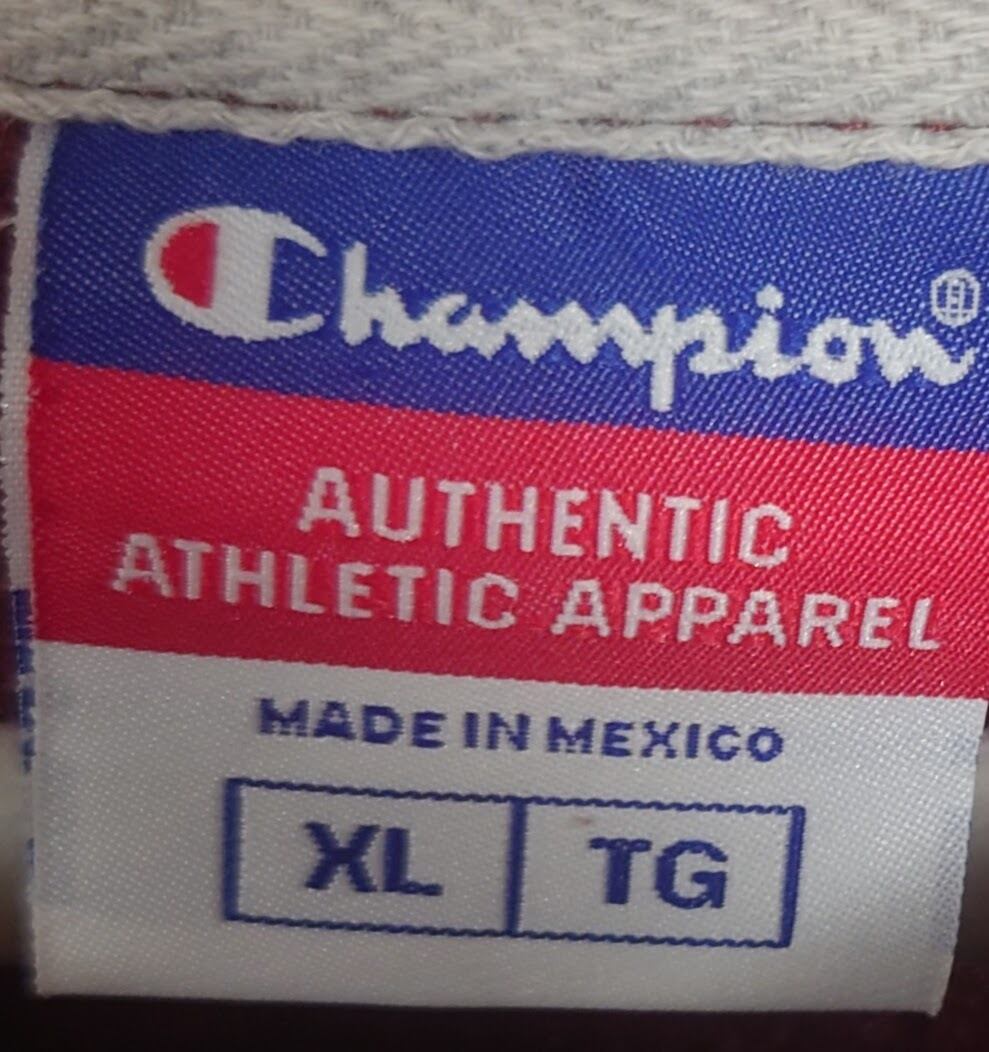 Champion®
AUTHENTIC
ATHLETIC APPAREL
MADE IN MEXICO
XL TG